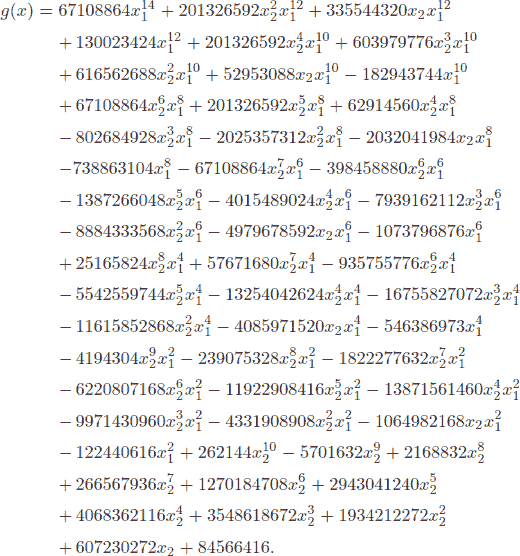 g(x) = 67108864x_1^{14} + 201326592x_2^2x_1^{12} + 335544320x_2x_1^{12}
+ 130023424x_1^{12} + 201326592x_2^4x_1^{10} + 603979776x_2^3x_1^{10}
+ 616562688x_2^2x_1^{10} + 52953088x_2x_1^{10} − 182943744x_1^{10}
+ 67108864x_2^6x_1^8 + 201326592x_2^5x_1^8 + 62914560x_2^4x_1^8
− 802684928x_2^3x_1^8 − 2025357312x_2^2x_1^8 − 2032041984x_2x_1^8
−738863104x_1^8 − 67108864x_2^7x_1^6 − 398458880x_2^6x_1^6
− 1387266048x_2^5x_1^6 − 4015489024x_2^4x_1^6 − 7939162112x_2^3x_1^6
− 8884333568x_2^2x_1^6 − 4979678592x_2x_1^6 − 1073796876x_1^6
+ 25165824x_2^8x_1^4 + 57671680x_2^7x_1^4 − 935755776x_2^6x_1^4
− 5542559744x_2^5x_1^4 − 13254042624x_2^4x_1^4 − 16755827072x_2^3x_1^4
− 11615852868x_2^2x_1^4 − 4085971520x_2x_1^4 − 546386973x_1^4
− 4194304x_2^9x_1^2 − 239075328x_2^8x_1^2 − 1822277632x_2^7x_1^2
− 6220807168x_2^6x_1^2 − 11922908416x_2^5x_1^2 − 13871561460x_2^4x_1^2
− 9971430960x_2^3x_1^2 − 4331908908x_2^2x_1^2 − 1064982168x_2x_1^2
− 122440616x_1^2 + 262144x_2^{10} − 5701632x_2^9 + 2168832x_2^8
+ 266567936x_2^7 + 1270184708x_2^6 + 2943041240x_2^5
+ 4068362116x_2^4 + 3548618672x_2^3 + 1934212272x_2^2
+ 607230272x_2 + 84566416.